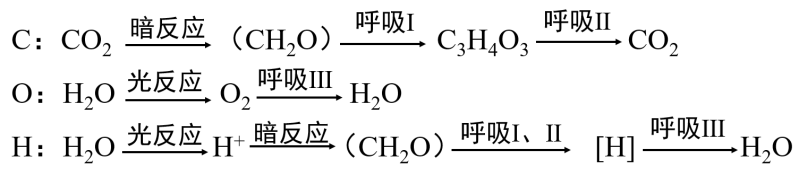 C：CO₂ 暗反应→（CH₂O）呼吸I→ C₃H₄O₃ 呼吸II→CO₂
O：H₂O 光反应→ O₂ 呼吸III→ H₂O
H：H₂O 光反应→H⁺ 暗反应→（CH₂O）呼吸I、II→ [H] 呼吸III→H₂O